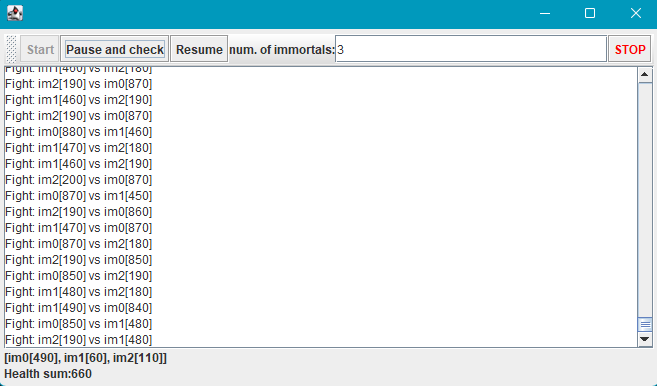 Start Pause and check Resume num. of immortals: 3 STOP
Fight: im1[460] vs im2[180]
Fight: im2[190] vs im0[870]
Fight: im1[460] vs im2[190]
Fight: im2[190] vs im0[870]
Fight: im0[880] vs im1[460]
Fight: im1[470] vs im2[180]
Fight: im1[460] vs im2[190]
Fight: im2[200] vs im0[870]
Fight: im0[870] vs im1[450]
Fight: im2[190] vs im0[860]
Fight: im1[470] vs im0[870]
Fight: im0[870] vs im2[180]
Fight: im2[190] vs im0[850]
Fight: im0[850] vs im2[190]
Fight: im1[480] vs im2[180]
Fight: im1[490] vs im0[840]
Fight: im0[850] vs im1[480]
Fight: im2[190] vs im1[480]
[im0[490], im1[60], im2[110]]
Health sum:660